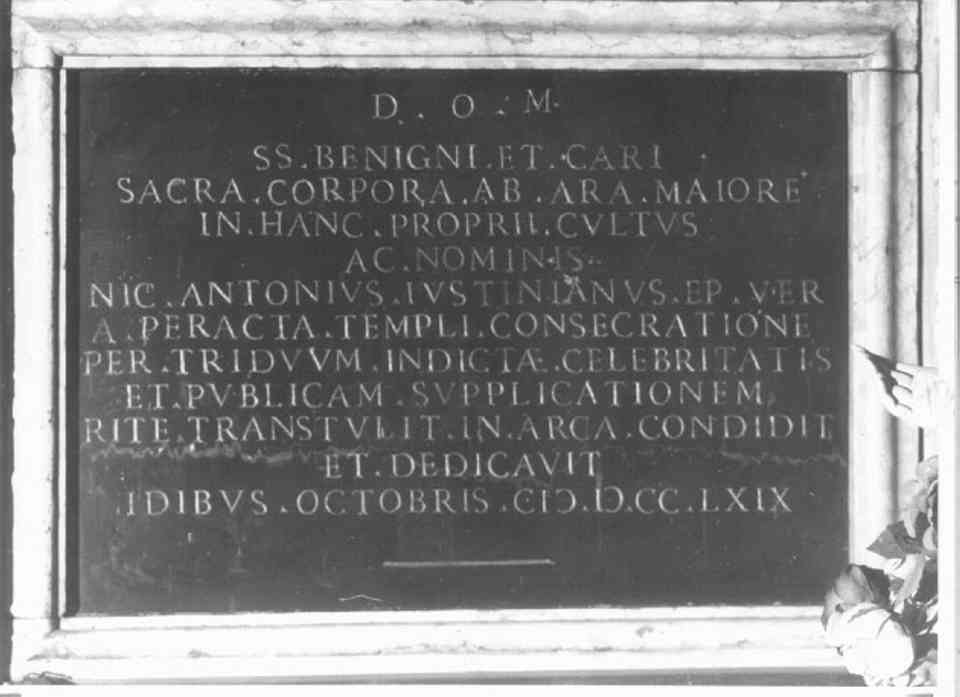 D. O. M.
SS. BENIGNI. ET. CARI
SACRA. CORPORA. AB. ARA. MAIORE
IN. HANC. PROPRII. CVLTVS
AC. NOMINIS
NIC. ANTONIVS. IVSTINIANVS. EP. VER
A. PERACTA. TEMPLI. CONSECRATIONE
PER. TRIDVVM. INDICTÆ. CELEBRITATIS
ET. PVBLICAM. SVPPLICATIONEM
RITE. TRANSTVLIT. IN. ARCA. CONDIDIT
ET. DEDICAVIT
IDIBVS. OCTOBRIS. CIƆ.IƆ.CC.LXIX